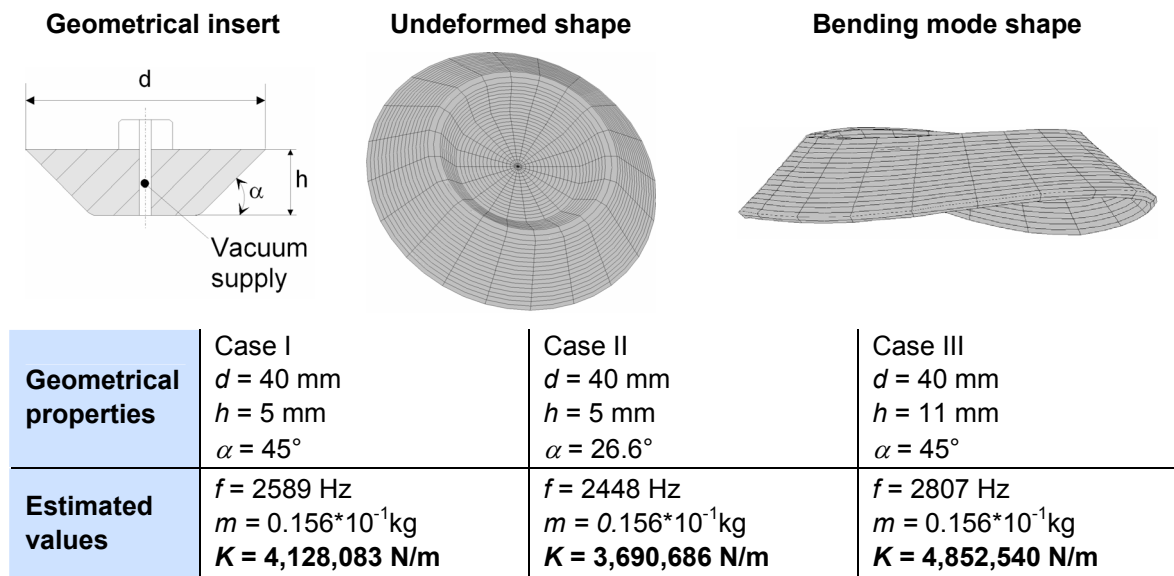 Geometrical insert
Undeformed shape
Bending mode shape
d
h
α
Vacuum
supply
Geometrical
properties
Case I
d = 40 mm
h = 5 mm
α = 45°
Case II
d = 40 mm
h = 5 mm
α = 26.6°
Case III
d = 40 mm
h = 11 mm
α = 45°
Estimated
values
f = 2589 Hz
m = 0.156*10⁻¹kg
K = 4,128,083 N/m
f = 2448 Hz
m = 0.156*10⁻¹kg
K = 3,690,686 N/m
f = 2807 Hz
m = 0.156*10⁻¹kg
K = 4,852,540 N/m